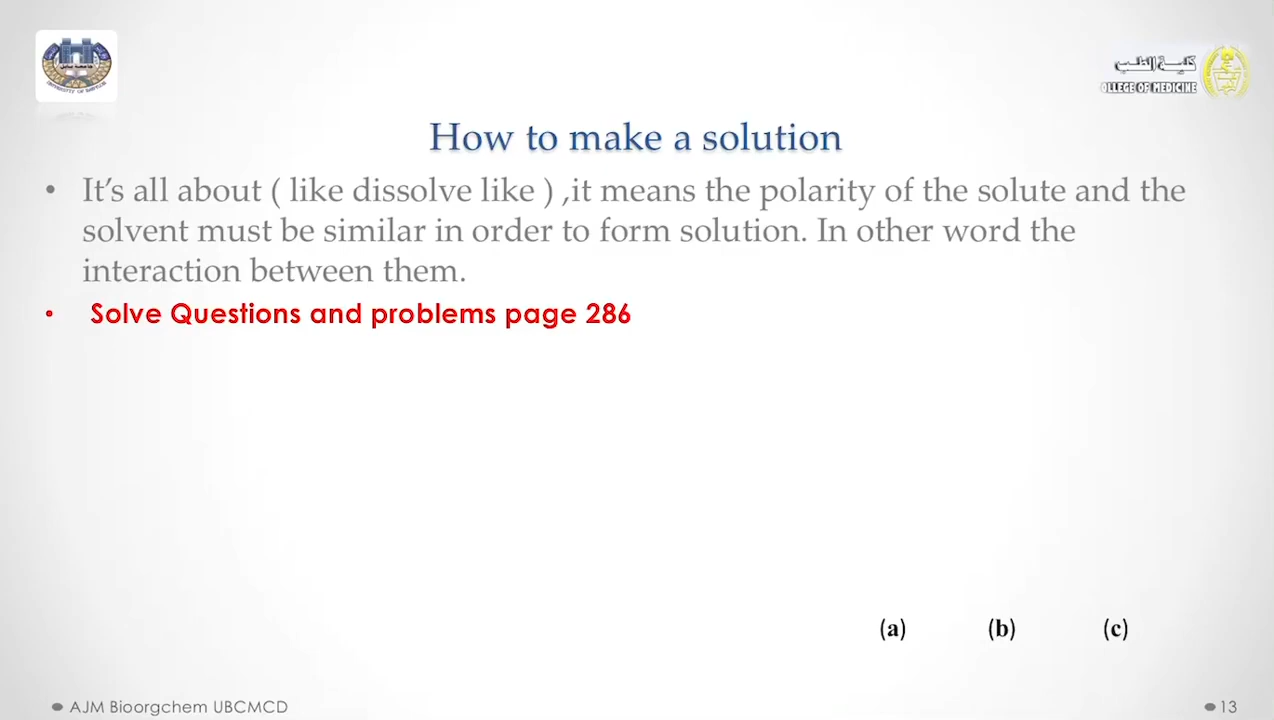 كلية الطب
OLLEGE OF MEDICINE
How to make a solution
• It’s all about ( like dissolve like ) ,it means the polarity of the solute and the
solvent must be similar in order to form solution. In other word the
interaction between them.
• Solve Questions and problems page 286
(a) (b) (c)
AJM Bioorgchem UBCMCD
13